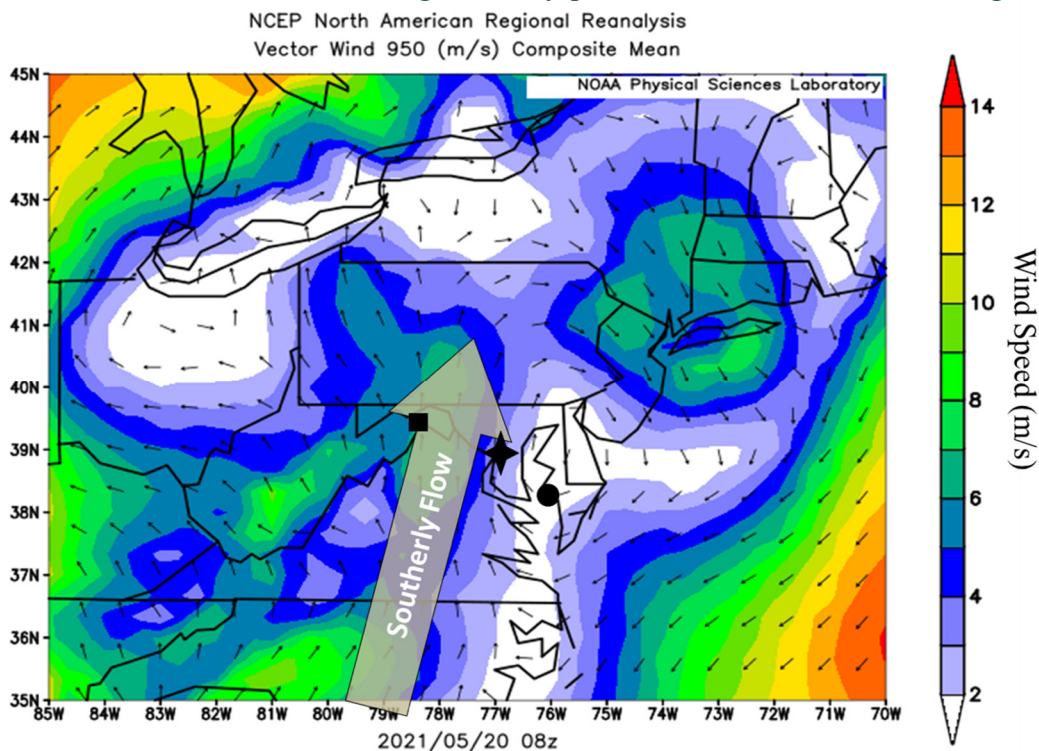 NCEP North American Regional Reanalysis
Vector Wind 950 (m/s) Composite Mean
NOAA Physical Sciences Laboratory
45N
44N
43N
42N
41N
40N
39N
38N
37N
36N
35N
85W 84W 83W 82W 81W 80W 79W 78W 77W 76W 75W 74W 73W 72W 71W 70W
2021/05/20 08z
Southerly Flow
14
12
10
8
6
4
2
Wind Speed (m/s)